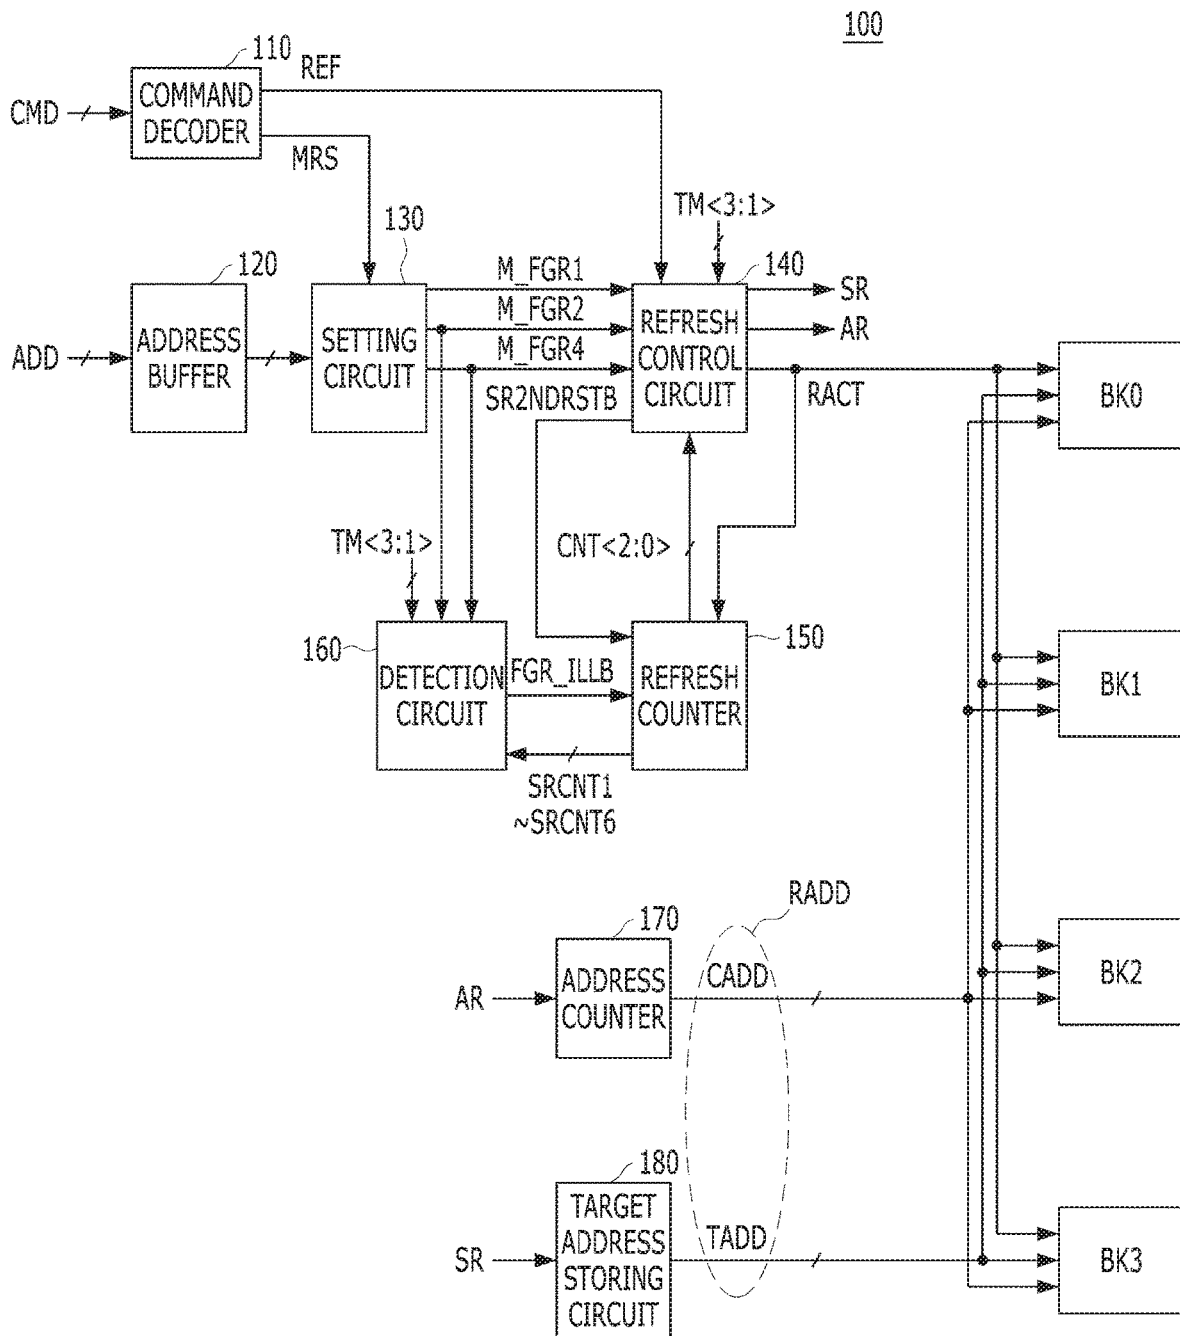 100
110
REF
CMD
COMMAND
DECODER
MRS
TM<3:1>
130
120
M_FGR1
140
SR
ADDRESS
BUFFER
SETTING
CIRCUIT
M_FGR2
REFRESH
CONTROL
CIRCUIT
AR
ADD
M_FGR4
SR2NDRSTB
RACT
BK0
TM<3:1>
CNT<2:0>
160
150
DETECTION
CIRCUIT
FGR_ILLB
REFRESH
COUNTER
BK1
SRCNT1
~SRCNT6
RADD
170
AR
ADDRESS
COUNTER
CADD
BK2
180
SR
TARGET
ADDRESS
STORING
CIRCUIT
TADD
BK3